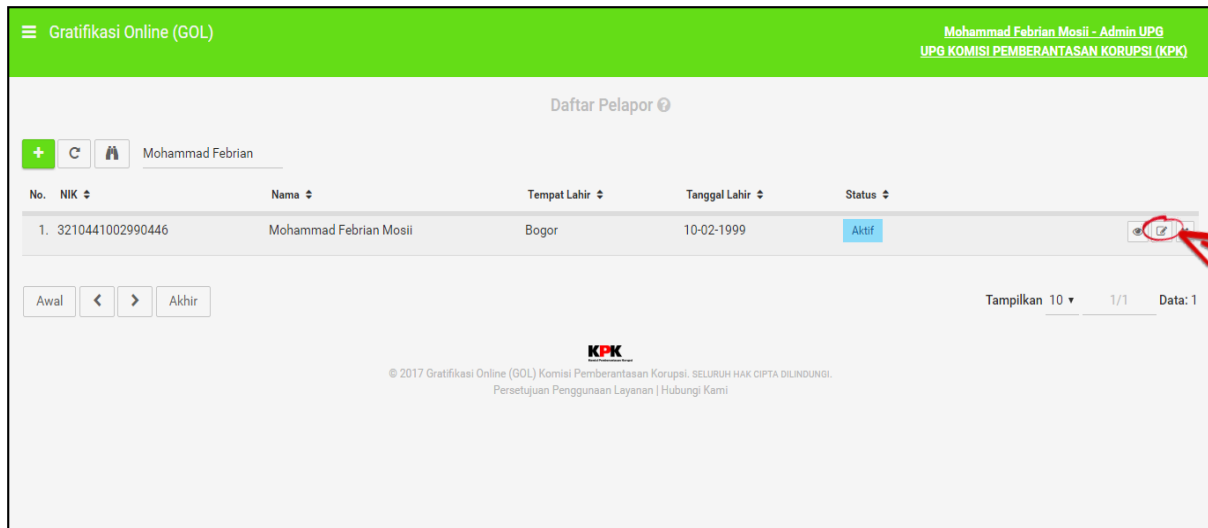 Gratifikasi Online (GOL)
Mohammad Febrian Mosii - Admin UPG
UPG KOMISI PEMBERANTASAN KORUPSI (KPK)
Daftar Pelapor
Mohammad Febrian
No. NIK Nama Tempat Lahir Tanggal Lahir Status
1. 3210441002990446 Mohammad Febrian Mosii Bogor 10-02-1999 Aktif
Awal Akhir Tampilkan 10 1/1 Data: 1
KPK
© 2017 Gratifikasi Online (GOL) Komisi Pemberantasan Korupsi. SELURUH HAK CIPTA DILINDUNGI.
Persetujuan Penggunaan Layanan | Hubungi Kami